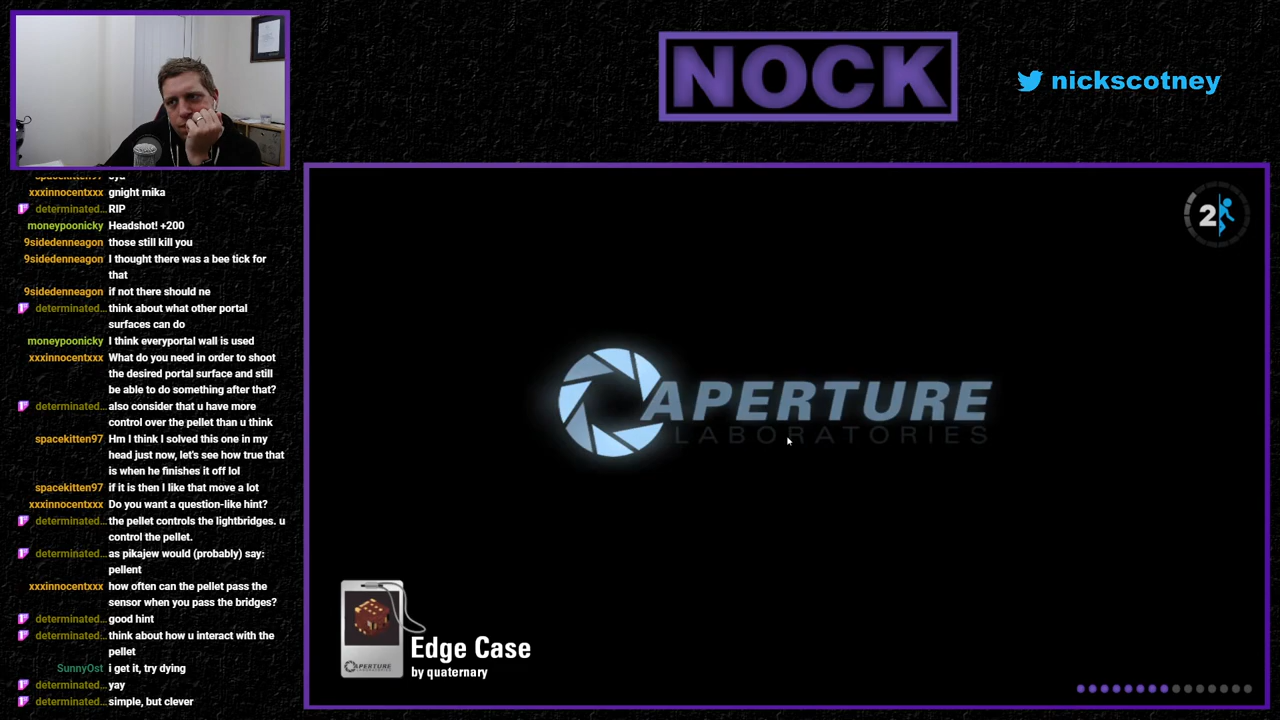 NOCK
nickscotney
xxxinnocentxxx gnight mika
determinated... RIP
moneypoonicky Headshot! +200
9sidedenneagon those still kill you
9sidedenneagon I thought there was a bee tick for
that
9sidedenneagon if not there should ne
determinated... think about what other portal
surfaces can do
moneypoonicky I think everyportal wall is used
xxxinnocentxxx What do you need in order to shoot
the desired portal surface and still
be able to do something after that?
determinated... also consider that u have more
control over the pellet than u think
spacekitten97 Hm I think I solved this one in my
head just now, let's see how true that
is when he finishes it off lol
spacekitten97 if it is then I like that move a lot
xxxinnocentxxx Do you want a question-like hint?
determinated... the pellet controls the lightbridges. u
control the pellet.
determinated... as pikajew would (probably) say:
pellent
xxxinnocentxxx how often can the pellet pass the
sensor when you pass the bridges?
determinated... good hint
determinated... think about how u interact with the
pellet
SunnyOst i get it, try dying
determinated... yay
determinated... simple, but clever
2
APERTURE
LABORATORIES
APERTURE
Edge Case
by quaternary